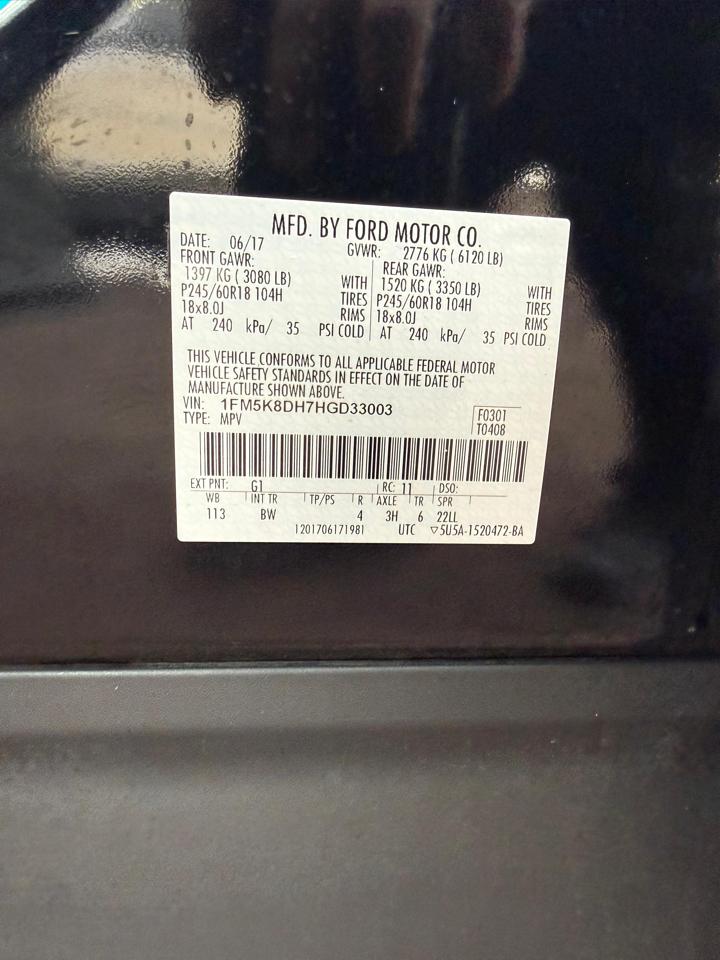 MFD. BY FORD MOTOR CO.
DATE: 06/17 GVWR: 2776 KG ( 6120 LB)
FRONT GAWR: REAR GAWR:
1397 KG ( 3080 LB) WITH 1520 KG ( 3350 LB) WITH
P245/60R18 104H TIRES P245/60R18 104H TIRES
18x8.0J RIMS 18x8.0J RIMS
AT 240 kPa/ 35 PSI COLD AT 240 kPa/ 35 PSI COLD
THIS VEHICLE CONFORMS TO ALL APPLICABLE FEDERAL MOTOR
VEHICLE SAFETY STANDARDS IN EFFECT ON THE DATE OF
MANUFACTURE SHOWN ABOVE.
VIN: 1FM5K8DH7HGD33003 F0301
TYPE: MPV T0408
EXT PNT: G1 RC: 11 DSO:
WB INT TR TP/PS R AXLE TR SPR
113 BW 4 3H 6 22LL
1201706171981 UTC ▽5U5A-1520472-BA